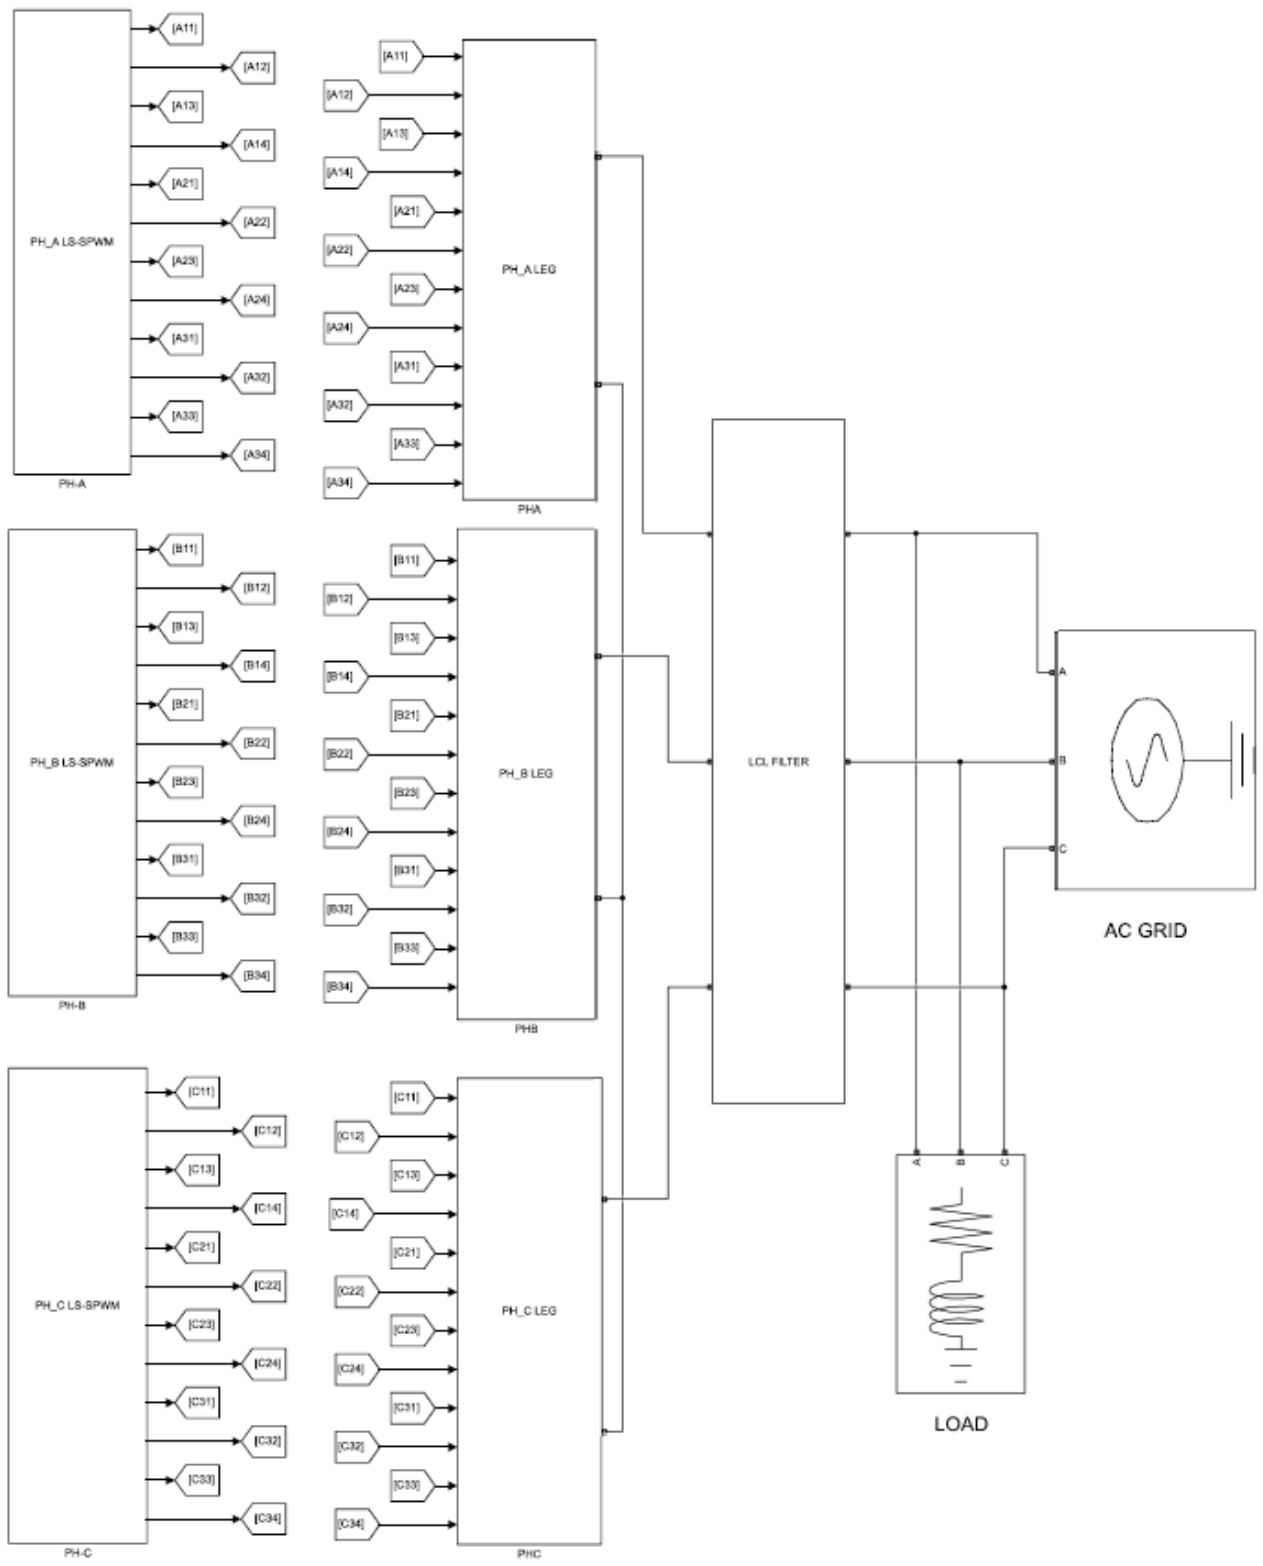 [A11]
[A12]
[A13]
[A14]
[A21]
[A22]
[A23]
[A24]
[A31]
[A32]
[A33]
[A34]
PH_A LS-SPWM
PH-A
[A11]
[A12]
[A13]
[A14]
[A21]
[A22]
[A23]
[A24]
[A31]
[A32]
[A33]
[A34]
PH_A LEG
PHA
[B11]
[B12]
[B13]
[B14]
[B21]
[B22]
[B23]
[B24]
[B31]
[B32]
[B33]
[B34]
PH_B LS-SPWM
PH-B
[B11]
[B12]
[B13]
[B14]
[B21]
[B22]
[B23]
[B24]
[B31]
[B32]
[B33]
[B34]
PH_B LEG
PHB
[C11]
[C12]
[C13]
[C14]
[C21]
[C22]
[C23]
[C24]
[C31]
[C32]
[C33]
[C34]
PH_C LS-SPWM
PH-C
[C11]
[C12]
[C13]
[C14]
[C21]
[C22]
[C23]
[C24]
[C31]
[C32]
[C33]
[C34]
PH_C LEG
PHC
LCL FILTER
A
B
C
AC GRID
A
B
C
LOAD